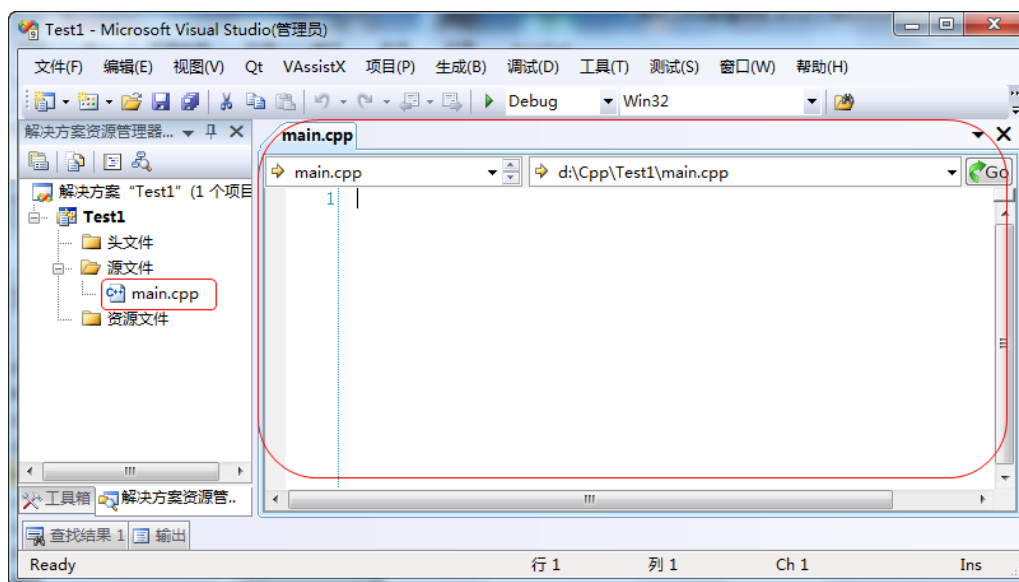 Test1 - Microsoft Visual Studio(管理员)
文件(F) 编辑(E) 视图(V) Qt VAssistX 项目(P) 生成(B) 调试(D) 工具(T) 测试(S) 窗口(W) 帮助(H)
Debug Win32
解决方案资源管理器...
main.cpp
main.cpp d:\Cpp\Test1\main.cpp Go
解决方案 "Test1" (1 个项目
1
Test1
头文件
源文件
main.cpp
资源文件
工具箱 解决方案资源管..
查找结果 1 输出
Ready 行 1 列 1 Ch 1 Ins